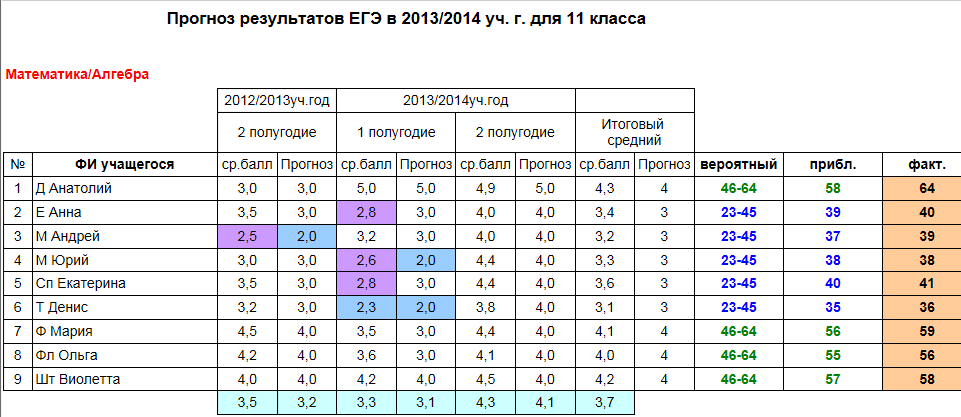 Прогноз результатов ЕГЭ в 2013/2014 уч. г. для 11 класса
Математика/Алгебра
2012/2013уч.год 2013/2014уч.год
2 полугодие 1 полугодие 2 полугодие Итоговый средний
№ ФИ учащегося ср.балл Прогноз ср.балл Прогноз ср.балл Прогноз ср.балл Прогноз вероятный прибл. факт.
1 Д Анатолий 3,0 3,0 5,0 5,0 4,9 5,0 4,3 4 46-64 58 64
2 Е Анна 3,5 3,0 2,8 3,0 4,0 4,0 3,4 3 23-45 39 40
3 М Андрей 2,5 2,0 3,2 3,0 4,0 4,0 3,2 3 23-45 37 39
4 М Юрий 3,0 3,0 2,6 2,0 4,4 4,0 3,3 3 23-45 38 38
5 Сп Екатерина 3,5 3,0 2,8 3,0 4,4 4,0 3,6 3 23-45 40 41
6 Т Денис 3,2 3,0 2,3 2,0 3,8 4,0 3,1 3 23-45 35 36
7 Ф Мария 4,5 4,0 3,5 3,0 4,4 4,0 4,1 4 46-64 56 59
8 Фл Ольга 4,2 4,0 3,6 3,0 4,1 4,0 4,0 4 46-64 55 56
9 Шт Виолетта 4,0 4,0 4,2 4,0 4,5 4,0 4,2 4 46-64 57 58
3,5 3,2 3,3 3,1 4,3 4,1 3,7